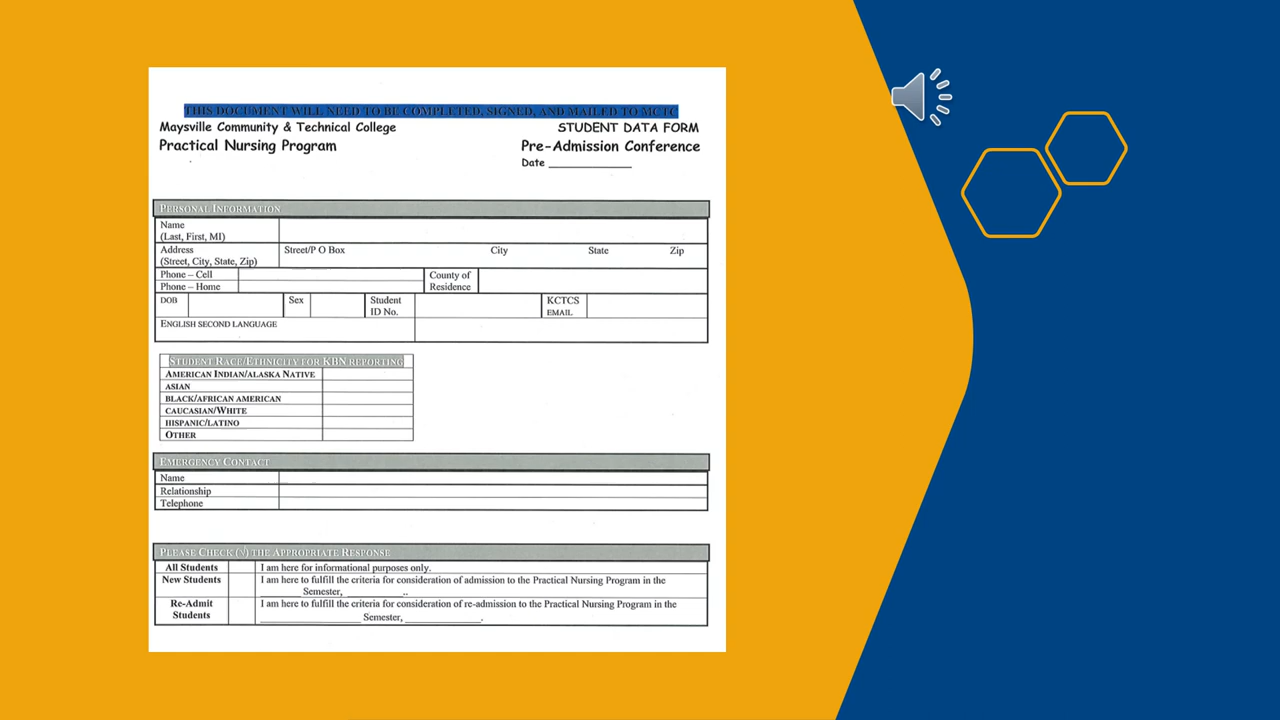 THIS DOCUMENT WILL NEED TO BE COMPLETED, SIGNED, AND MAILED TO MCTC
Maysville Community & Technical College STUDENT DATA FORM
Practical Nursing Program Pre-Admission Conference
Date ____________
PERSONAL INFORMATION
Name
(Last, First, MI)
Address Street/P O Box City State Zip
(Street, City, State, Zip)
Phone – Cell County of
Phone – Home Residence
DOB Sex Student KCTCS
ID No. EMAIL
ENGLISH SECOND LANGUAGE
STUDENT RACE/ETHNICITY FOR KBN REPORTING
AMERICAN INDIAN/ALASKA NATIVE
ASIAN
BLACK/AFRICAN AMERICAN
CAUCASIAN/WHITE
HISPANIC/LATINO
OTHER
EMERGENCY CONTACT
Name
Relationship
Telephone
PLEASE CHECK (√) THE APPROPRIATE RESPONSE
All Students I am here for informational purposes only.
New Students I am here to fulfill the criteria for consideration of admission to the Practical Nursing Program in the
________ Semester, ____________..
Re-Admit I am here to fulfill the criteria for consideration of re-admission to the Practical Nursing Program in the
Students ____________________ Semester, _______________.